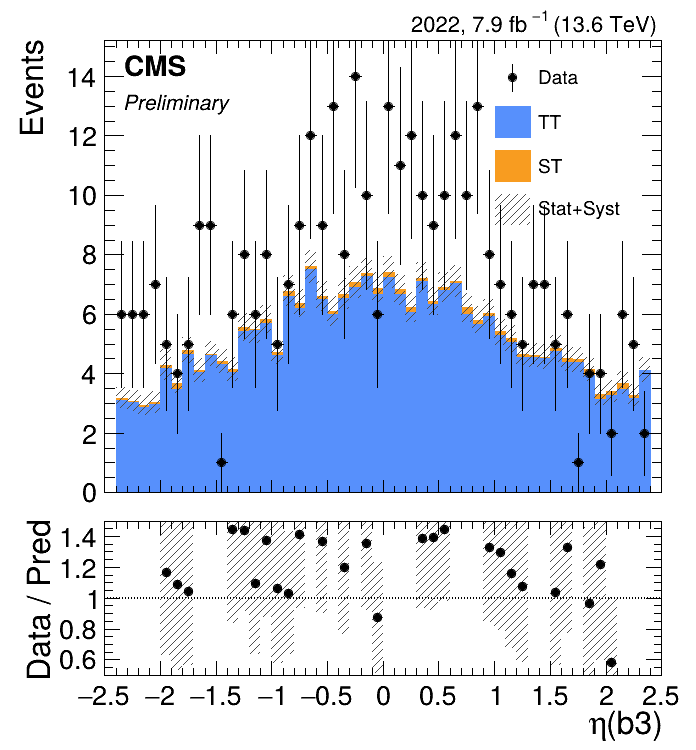 2022, 7.9 fb⁻¹ (13.6 TeV)
Events
14
12
10
8
6
4
2
0
CMS
Preliminary
Data
TT
ST
Stat+Syst
Data / Pred
1.4
1.2
1
0.8
0.6
−2.5 −2 −1.5 −1 −0.5 0 0.5 1 1.5 2 2.5
η(b3)